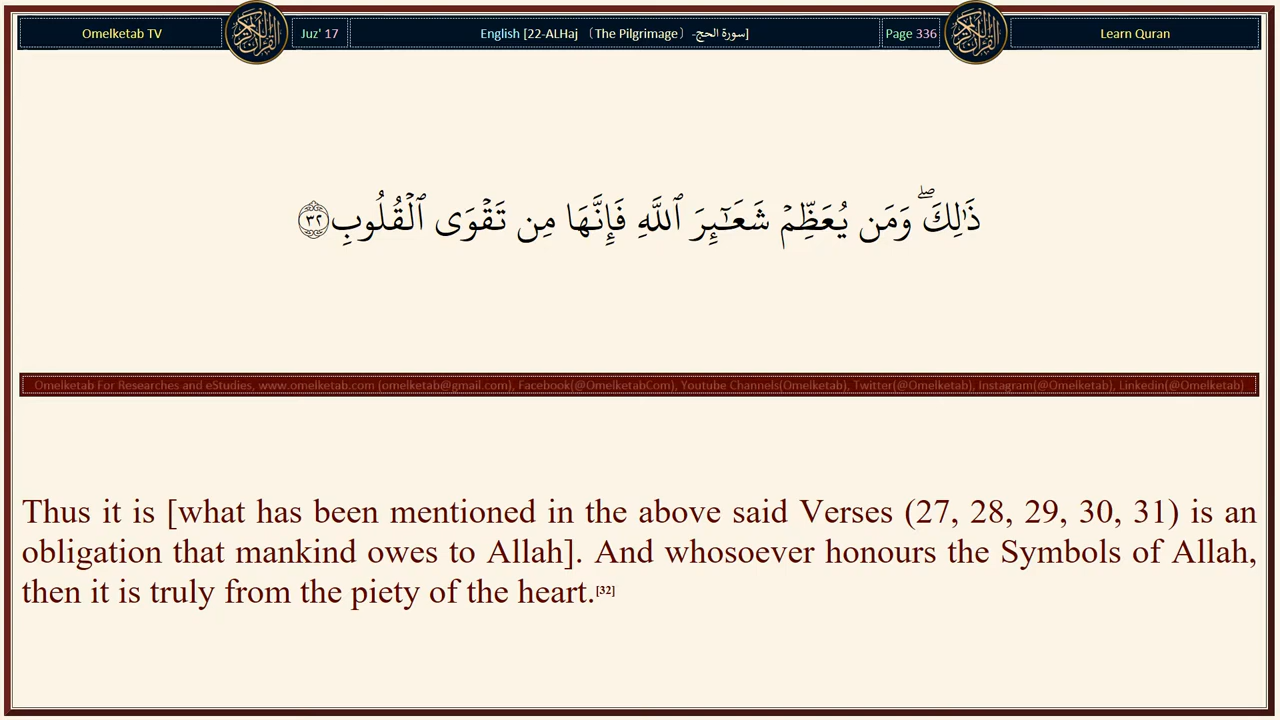 Omelketab TV
Juz' 17
English [22-ALHaj (The Pilgrimage) -سورة الحج]
Page 336
Learn Quran
ذَٰلِكَۖ وَمَن يُعَظِّمۡ شَعَـٰٓئِرَ ٱللَّهِ فَإِنَّهَا مِن تَقۡوَى ٱلۡقُلُوبِ ٣٢
Omelketab For Researches and eStudies, www.omelketab.com (omelketab@gmail.com), Facebook(@OmelketabCom), Youtube Channels(Omelketab), Twitter(@Omelketab), Instagram(@Omelketab), Linkedin(@Omelketab)
Thus it is [what has been mentioned in the above said Verses (27, 28, 29, 30, 31) is an
obligation that mankind owes to Allah]. And whosoever honours the Symbols of Allah,
then it is truly from the piety of the heart.[32]